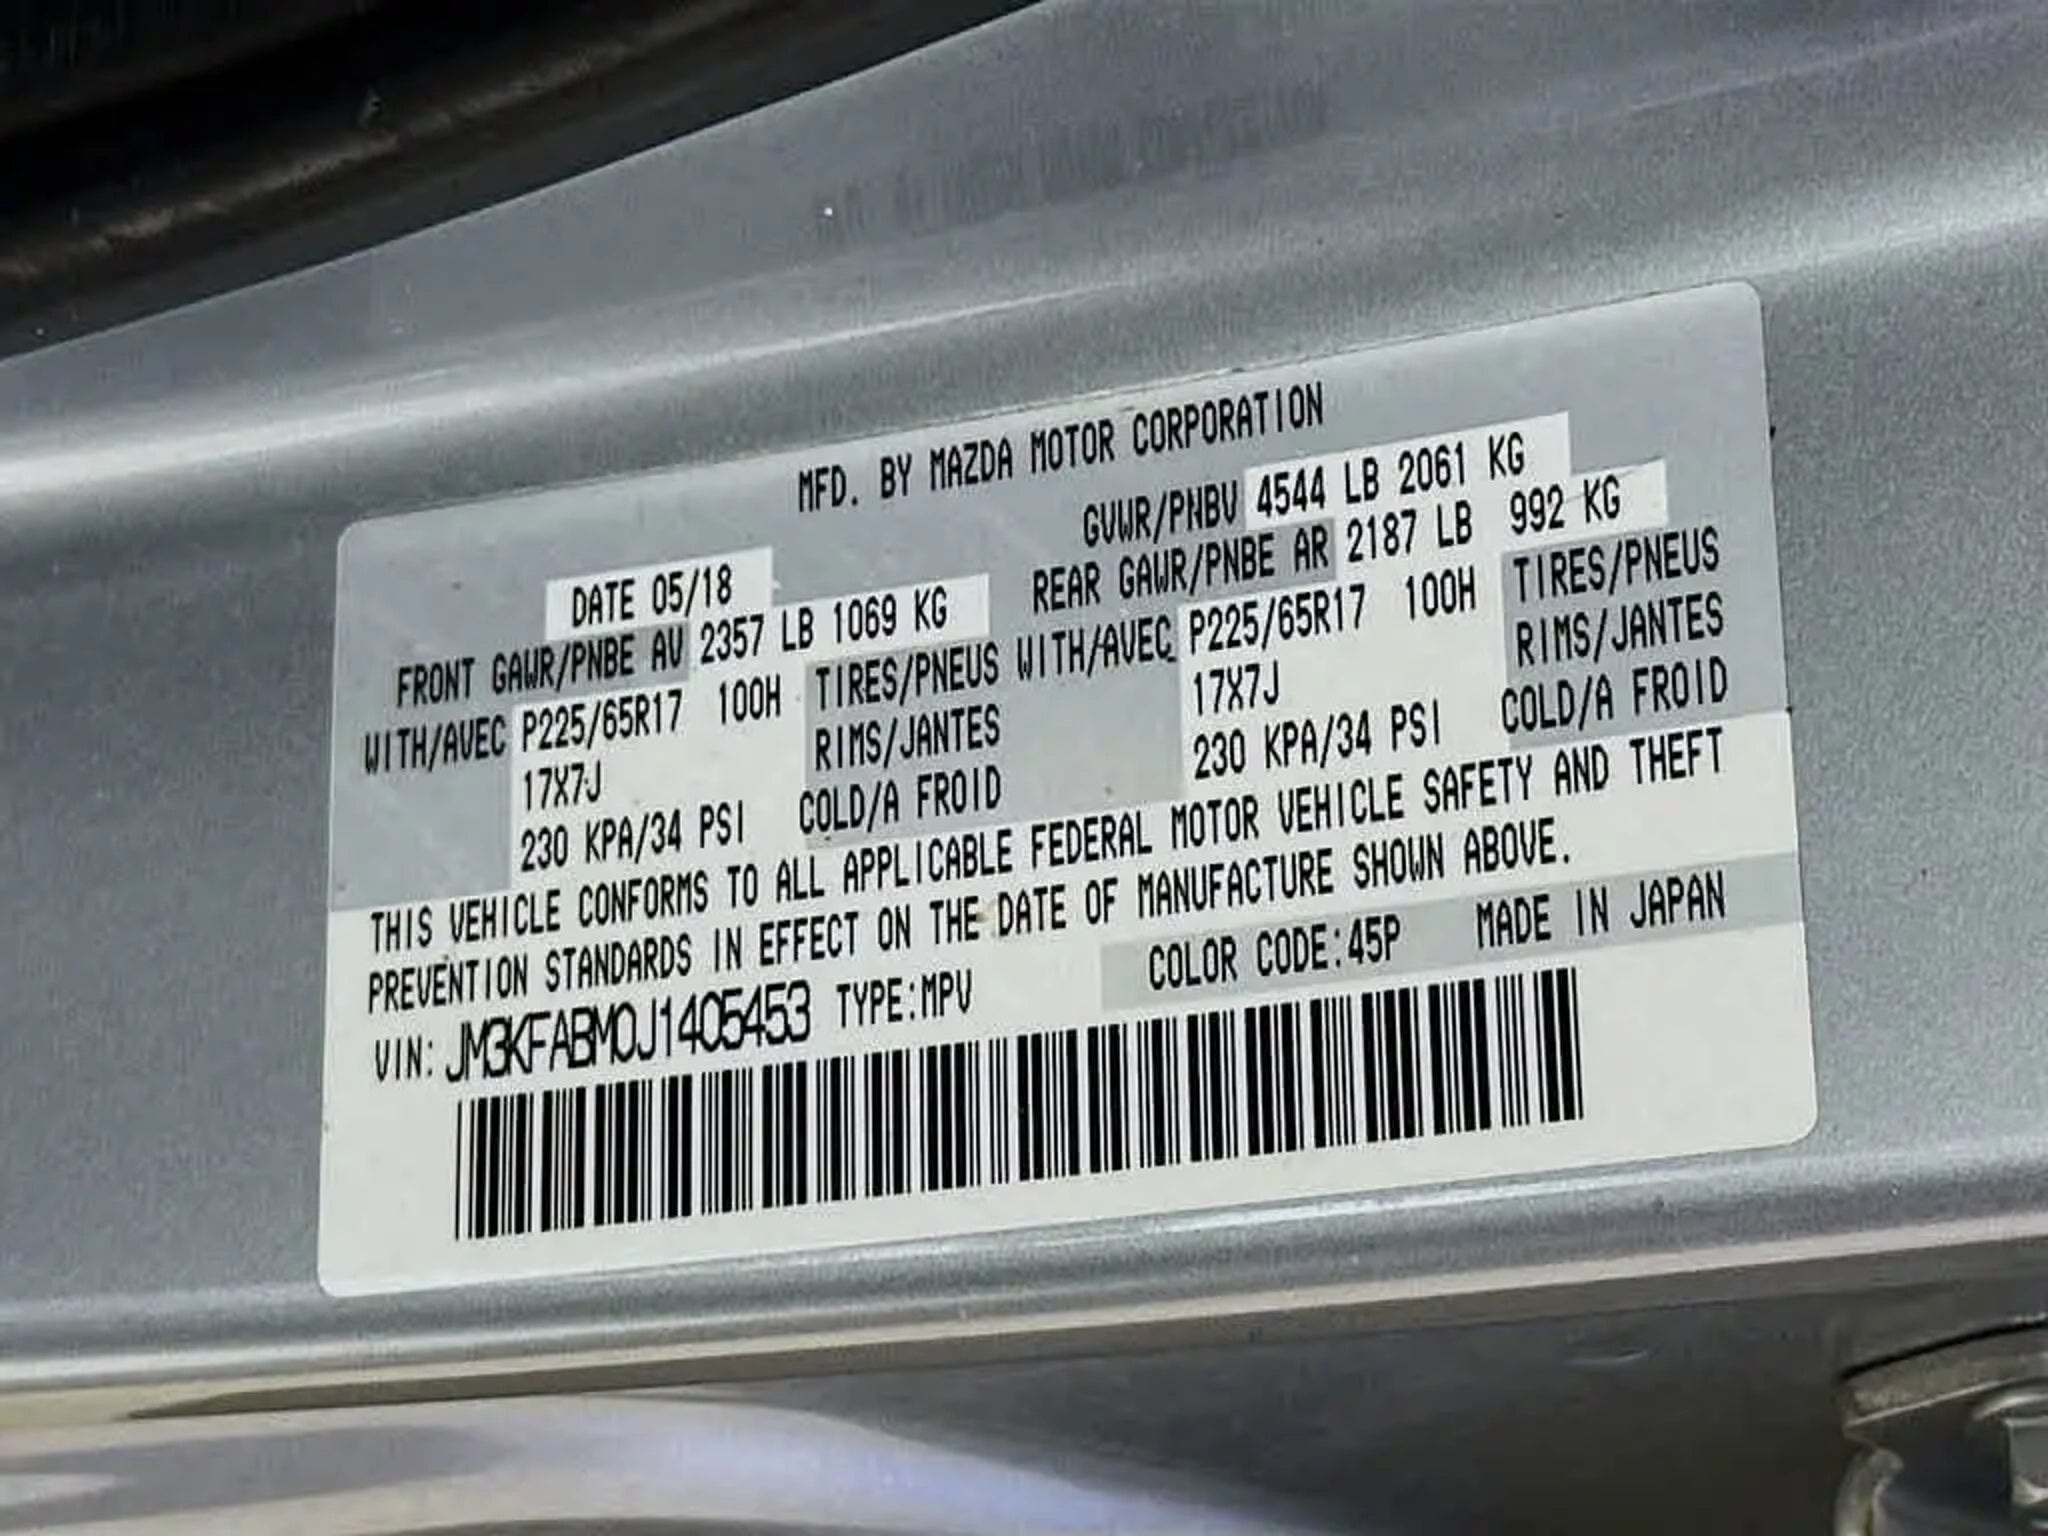 MFD. BY MAZDA MOTOR CORPORATION
DATE 05/18 GVWR/PNBV 4544 LB 2061 KG
FRONT GAWR/PNBE AV 2357 LB 1069 KG REAR GAWR/PNBE AR 2187 LB 992 KG
WITH/AVEC P225/65R17 100H TIRES/PNEUS WITH/AVEC P225/65R17 100H TIRES/PNEUS
17X7J RIMS/JANTES 17X7J RIMS/JANTES
230 KPA/34 PSI COLD/A FROID 230 KPA/34 PSI COLD/A FROID
THIS VEHICLE CONFORMS TO ALL APPLICABLE FEDERAL MOTOR VEHICLE SAFETY AND THEFT
PREVENTION STANDARDS IN EFFECT ON THE DATE OF MANUFACTURE SHOWN ABOVE.
VIN: JM3KFABM0J1405453 TYPE:MPV COLOR CODE:45P MADE IN JAPAN